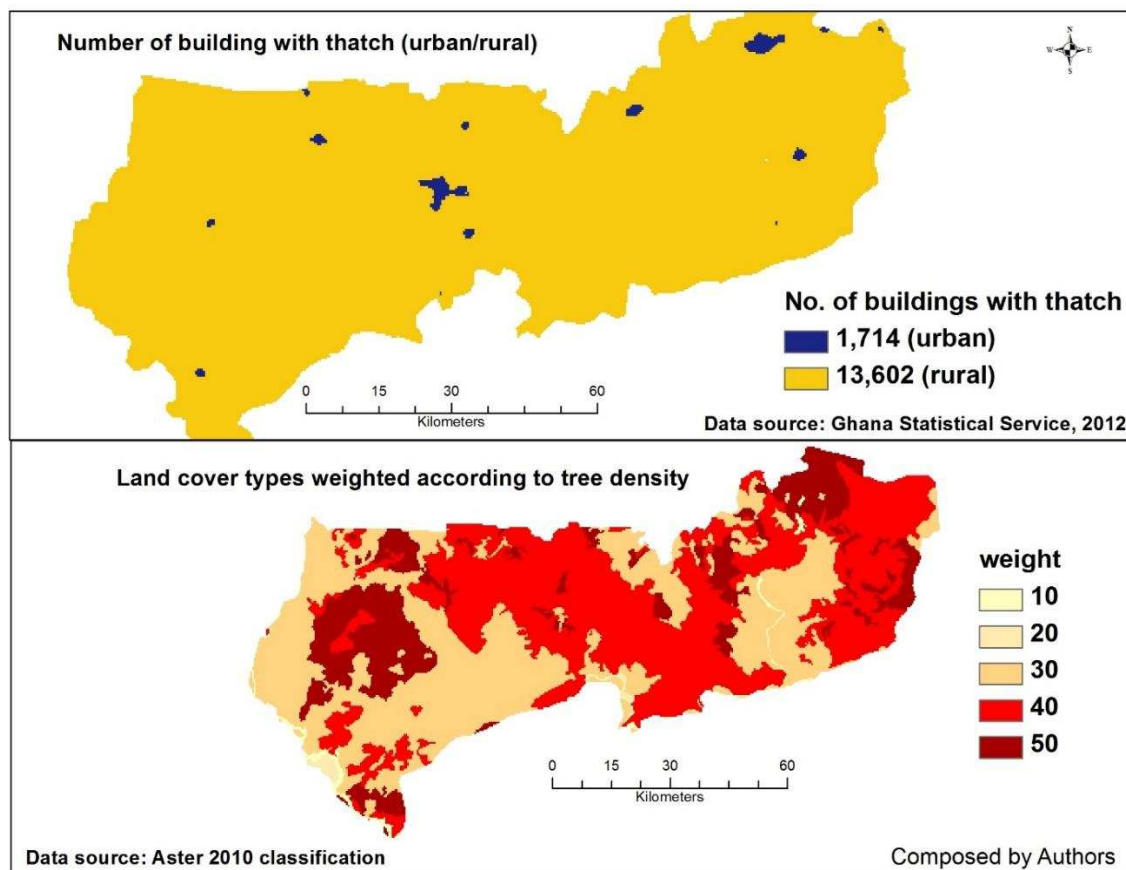 Number of building with thatch (urban/rural)
N
W E
S
No. of buildings with thatch
1,714 (urban)
13,602 (rural)
0 15 30 60
Kilometers
Data source: Ghana Statistical Service, 2012
Land cover types weighted according to tree density
weight
10
20
30
40
50
0 15 30 60
Kilometers
Data source: Aster 2010 classification
Composed by Authors